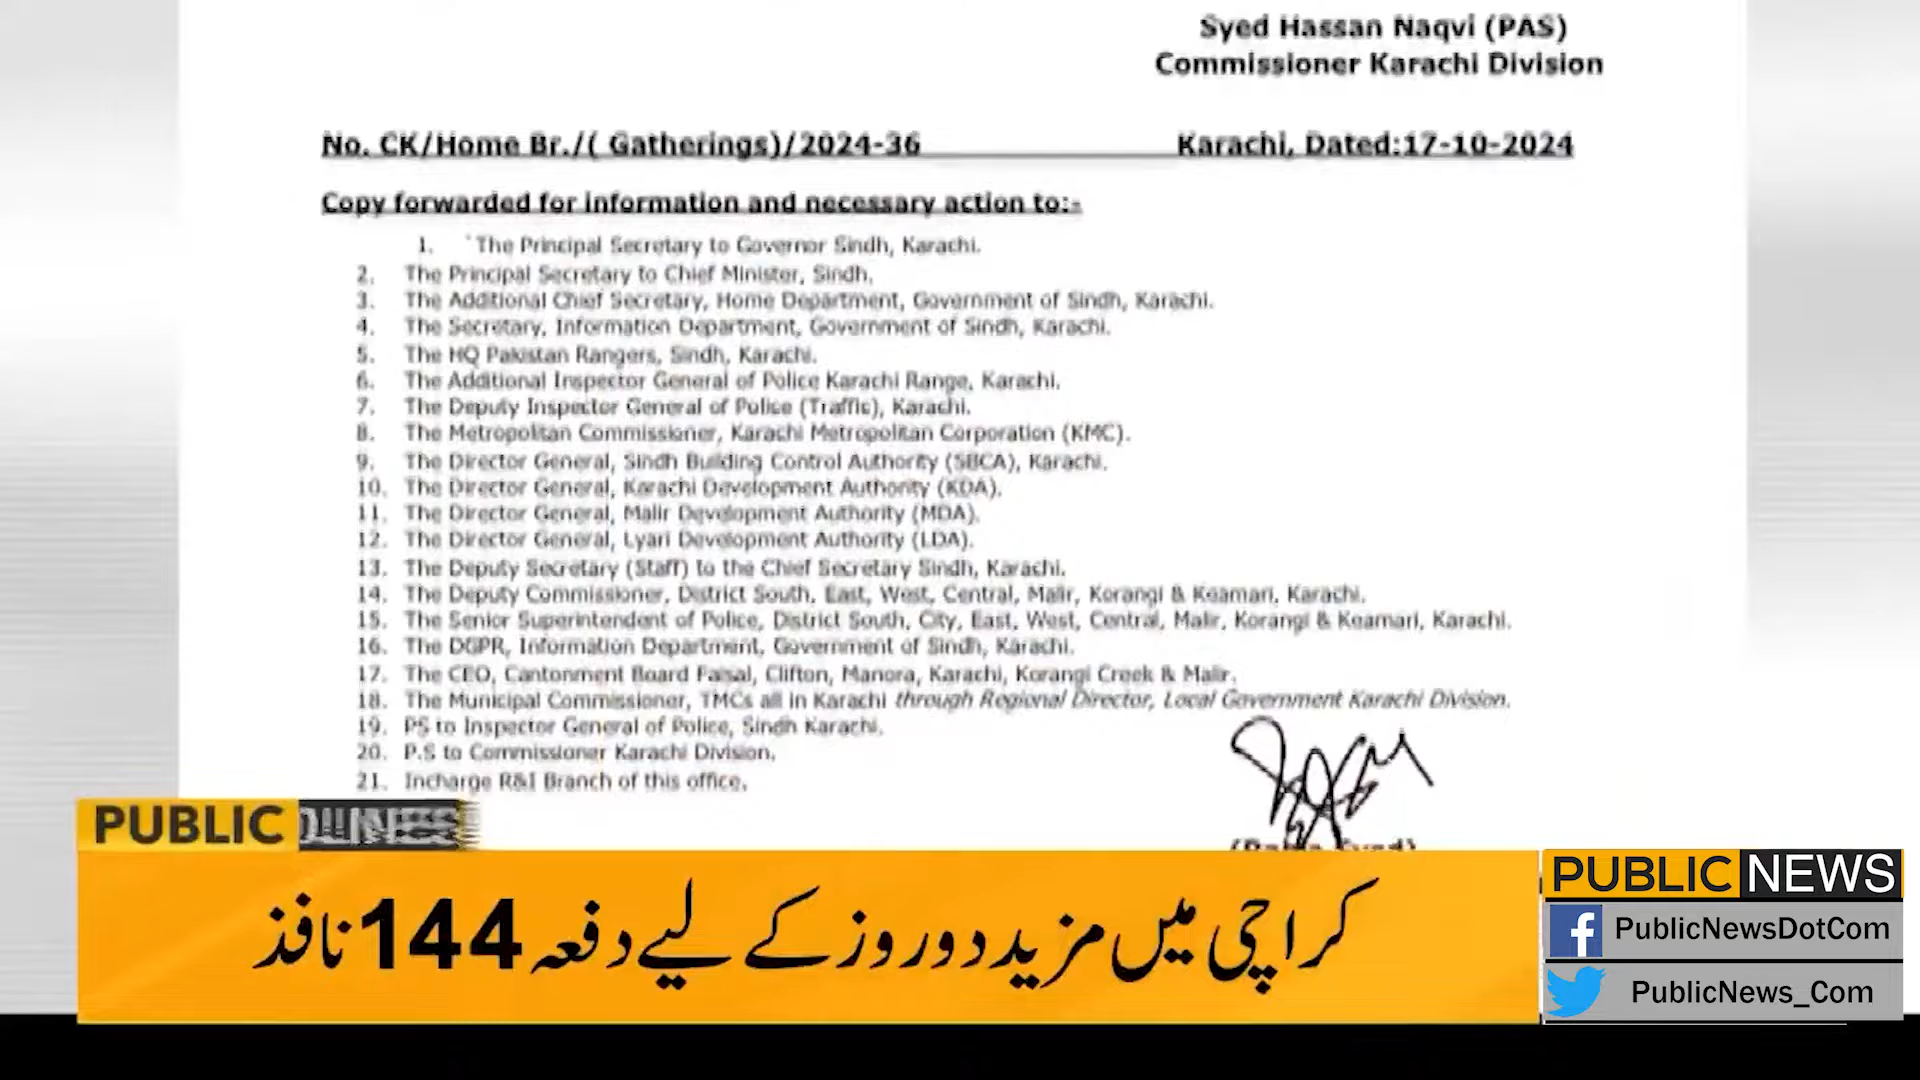 Syed Hassan Naqvi (PAS)
Commissioner Karachi Division
No. CK/Home Br./( Gatherings)/2024-36 Karachi, Dated:17-10-2024
Copy forwarded for information and necessary action to:-
1. The Principal Secretary to Governor Sindh, Karachi.
2. The Principal Secretary to Chief Minister, Sindh.
3. The Additional Chief Secretary, Home Department, Government of Sindh, Karachi.
4. The Secretary, Information Department, Government of Sindh, Karachi.
5. The HQ Pakistan Rangers, Sindh, Karachi.
6. The Additional Inspector General of Police Karachi Range, Karachi.
7. The Deputy Inspector General of Police (Traffic), Karachi.
8. The Metropolitan Commissioner, Karachi Metropolitan Corporation (KMC).
9. The Director General, Sindh Building Control Authority (SBCA), Karachi.
10. The Director General, Karachi Development Authority (KDA).
11. The Director General, Malir Development Authority (MDA).
12. The Director General, Lyari Development Authority (LDA).
13. The Deputy Secretary (Staff) to the Chief Secretary Sindh, Karachi.
14. The Deputy Commissioner, District South, East, West, Central, Malir, Korangi & Keamari, Karachi.
15. The Senior Superintendent of Police, District South, City, East, West, Central, Malir, Korangi & Keamari, Karachi.
16. The DGPR, Information Department, Government of Sindh, Karachi.
17. The CEO, Cantonment Board Faisal, Clifton, Manora, Karachi, Korangi Creek & Malir.
18. The Municipal Commissioner, TMCs all in Karachi through Regional Director, Local Government Karachi Division.
19. PS to Inspector General of Police, Sindh Karachi.
20. P.S to Commissioner Karachi Division.
21. Incharge R&I Branch of this office.
PUBLIC
کراچی میں مزید دو روز کے لیے دفعہ 144 نافذ
PUBLIC NEWS
PublicNewsDotCom
PublicNews_Com